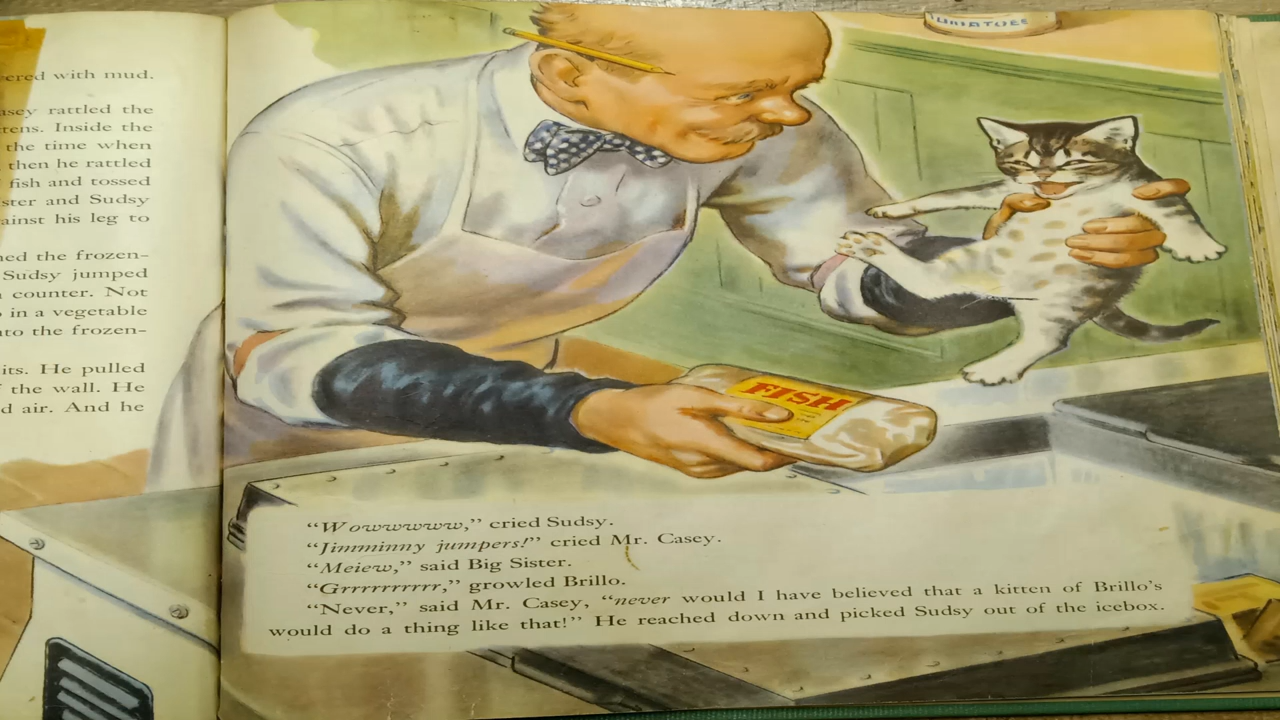 ered with mud.
asey rattled the
tens. Inside the
the time when
then he rattled
fish and tossed
ster and Sudsy
ainst his leg to
ned the frozen-
Sudsy jumped
counter. Not
in a vegetable
to the frozen-
its. He pulled
the wall. He
d air. And he
TOMATOES
FISH
“Wowwwww,” cried Sudsy.
“Jimminny jumpers!” cried Mr. Casey.
“Meiew,” said Big Sister.
“Grrrrrrrrrr,” growled Brillo.
“Never,” said Mr. Casey, “never would I have believed that a kitten of Brillo’s
would do a thing like that!” He reached down and picked Sudsy out of the icebox.